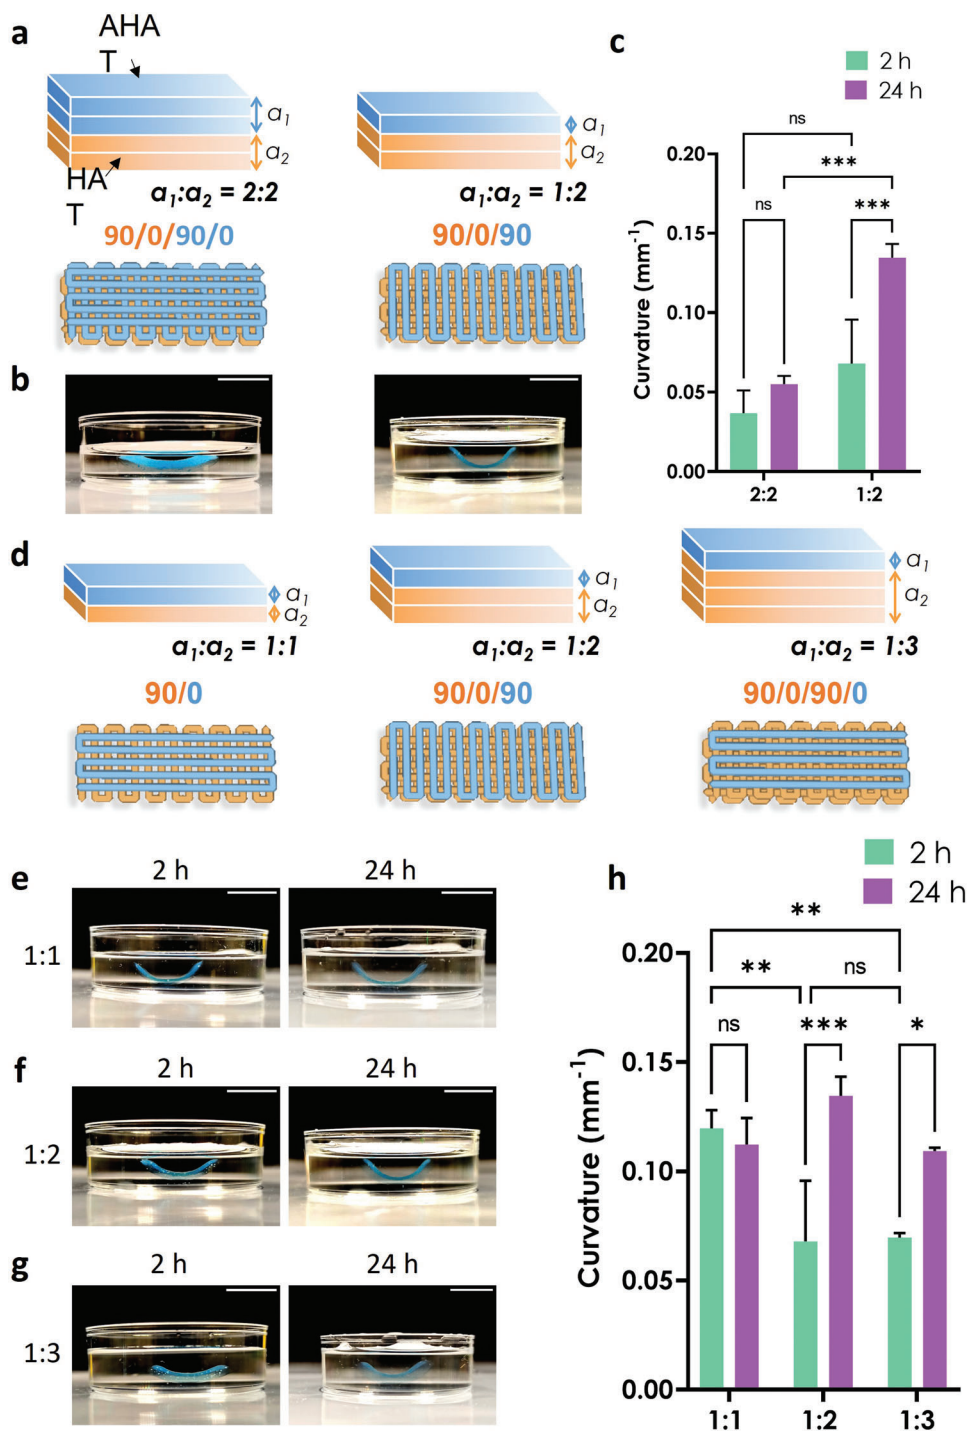 a
AHA
T
a1
a2
HA
T
a1:a2 = 2:2
90/0/90/0
a1
a2
a1:a2 = 1:2
90/0/90
b
c
2 h
24 h
ns
***
ns
***
Curvature (mm-1)
0.20
0.15
0.10
0.05
0.00
2:2
1:2
d
a1
a2
a1:a2 = 1:1
90/0
a1
a2
a1:a2 = 1:2
90/0/90
a1
a2
a1:a2 = 1:3
90/0/90/0
e
2 h
24 h
1:1
f
2 h
24 h
1:2
g
2 h
24 h
1:3
h
2 h
24 h
**
**
ns
ns
***
*
Curvature (mm-1)
0.20
0.15
0.10
0.05
0.00
1:1
1:2
1:3